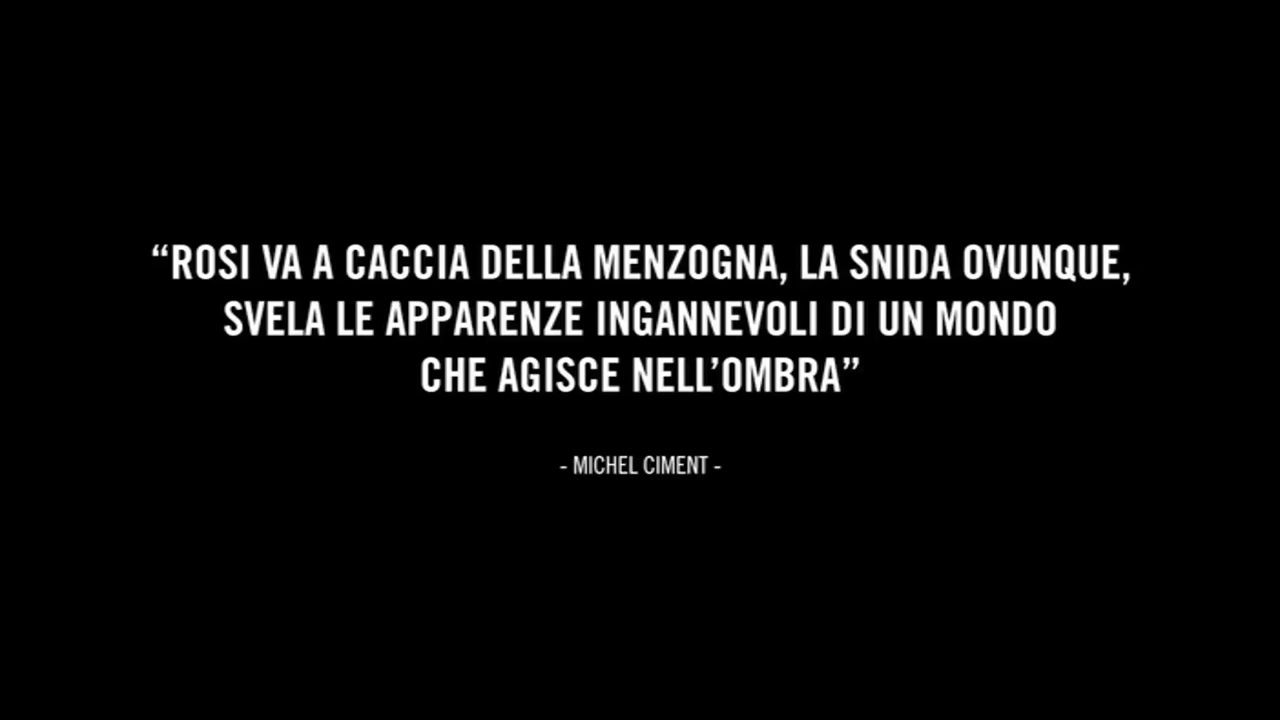 “ROSI VA A CACCIA DELLA MENZOGNA, LA SNIDA OVUNQUE,
SVELA LE APPARENZE INGANNEVOLI DI UN MONDO
CHE AGISCE NELL’OMBRA”
- MICHEL CIMENT -